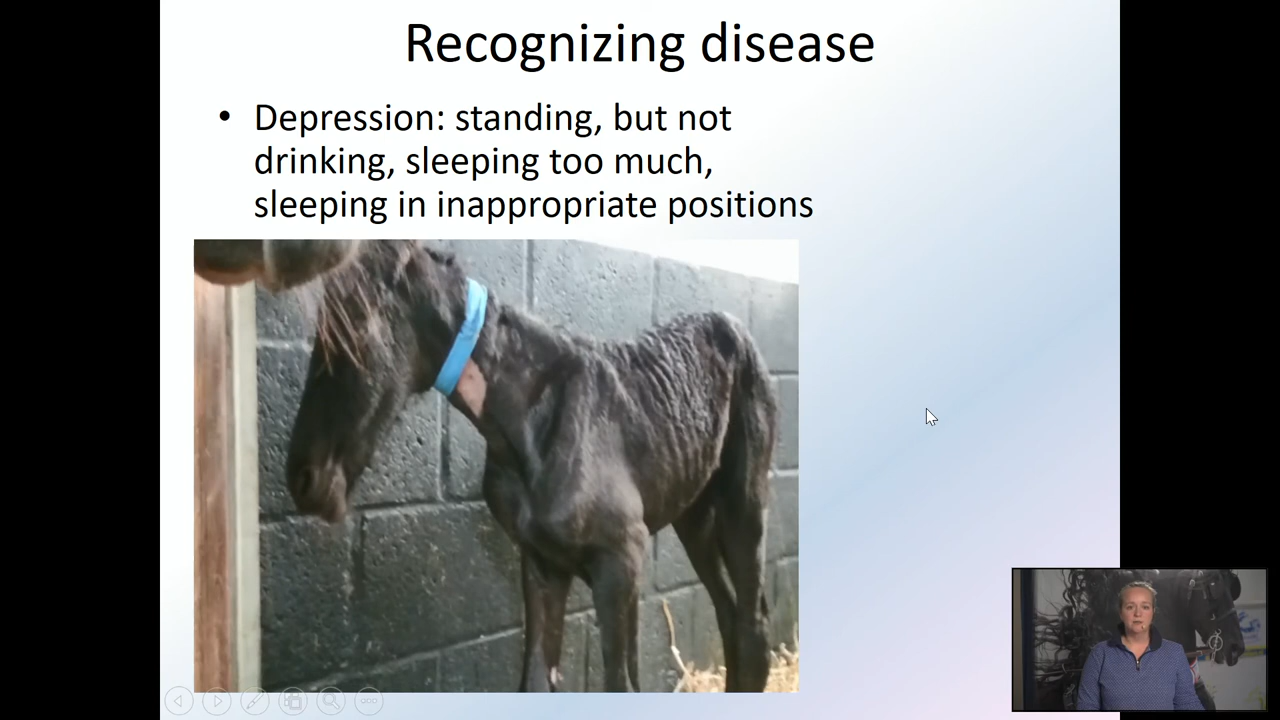 Recognizing disease
• Depression: standing, but not
drinking, sleeping too much,
sleeping in inappropriate positions